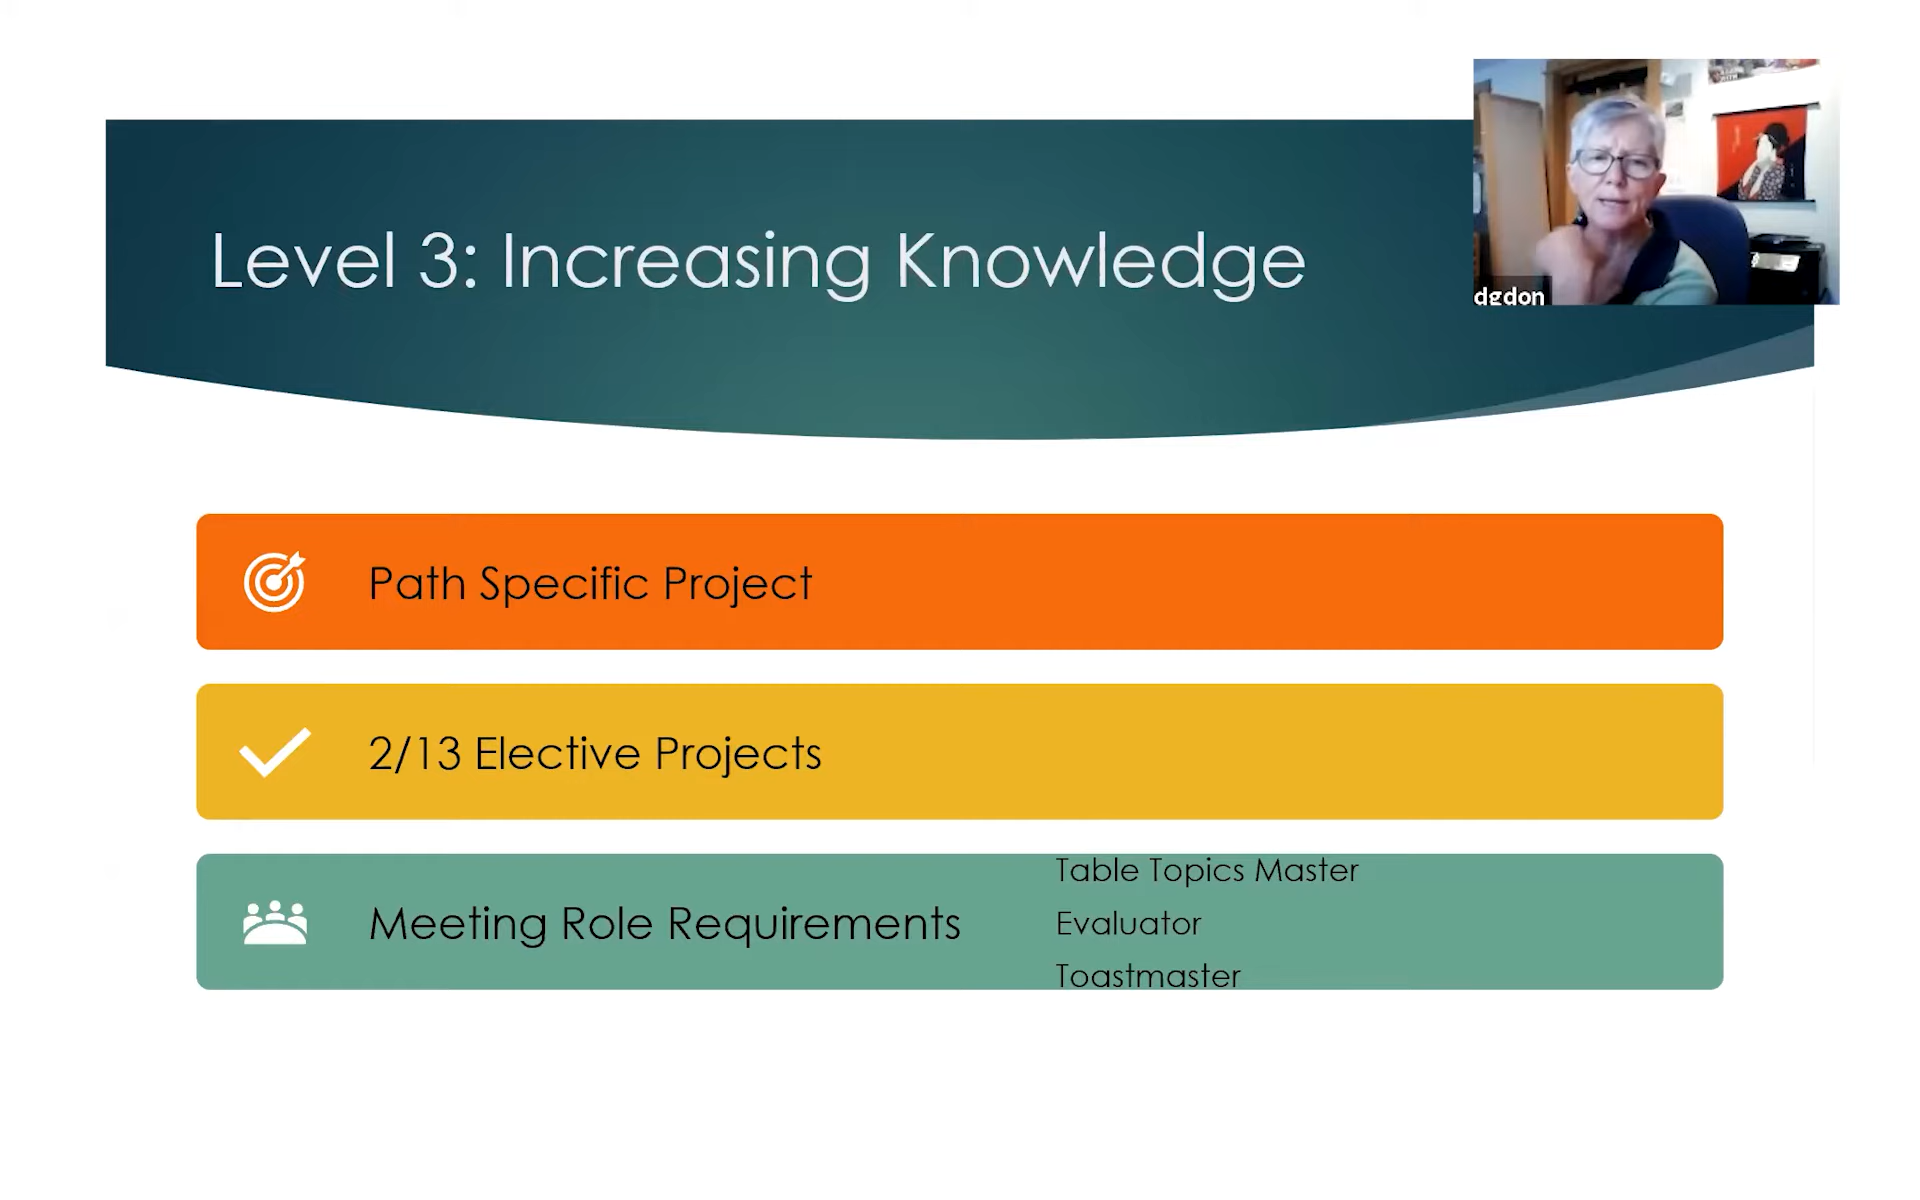 Level 3: Increasing Knowledge
dgdon
Path Specific Project
2/13 Elective Projects
Meeting Role Requirements
Table Topics Master
Evaluator
Toastmaster